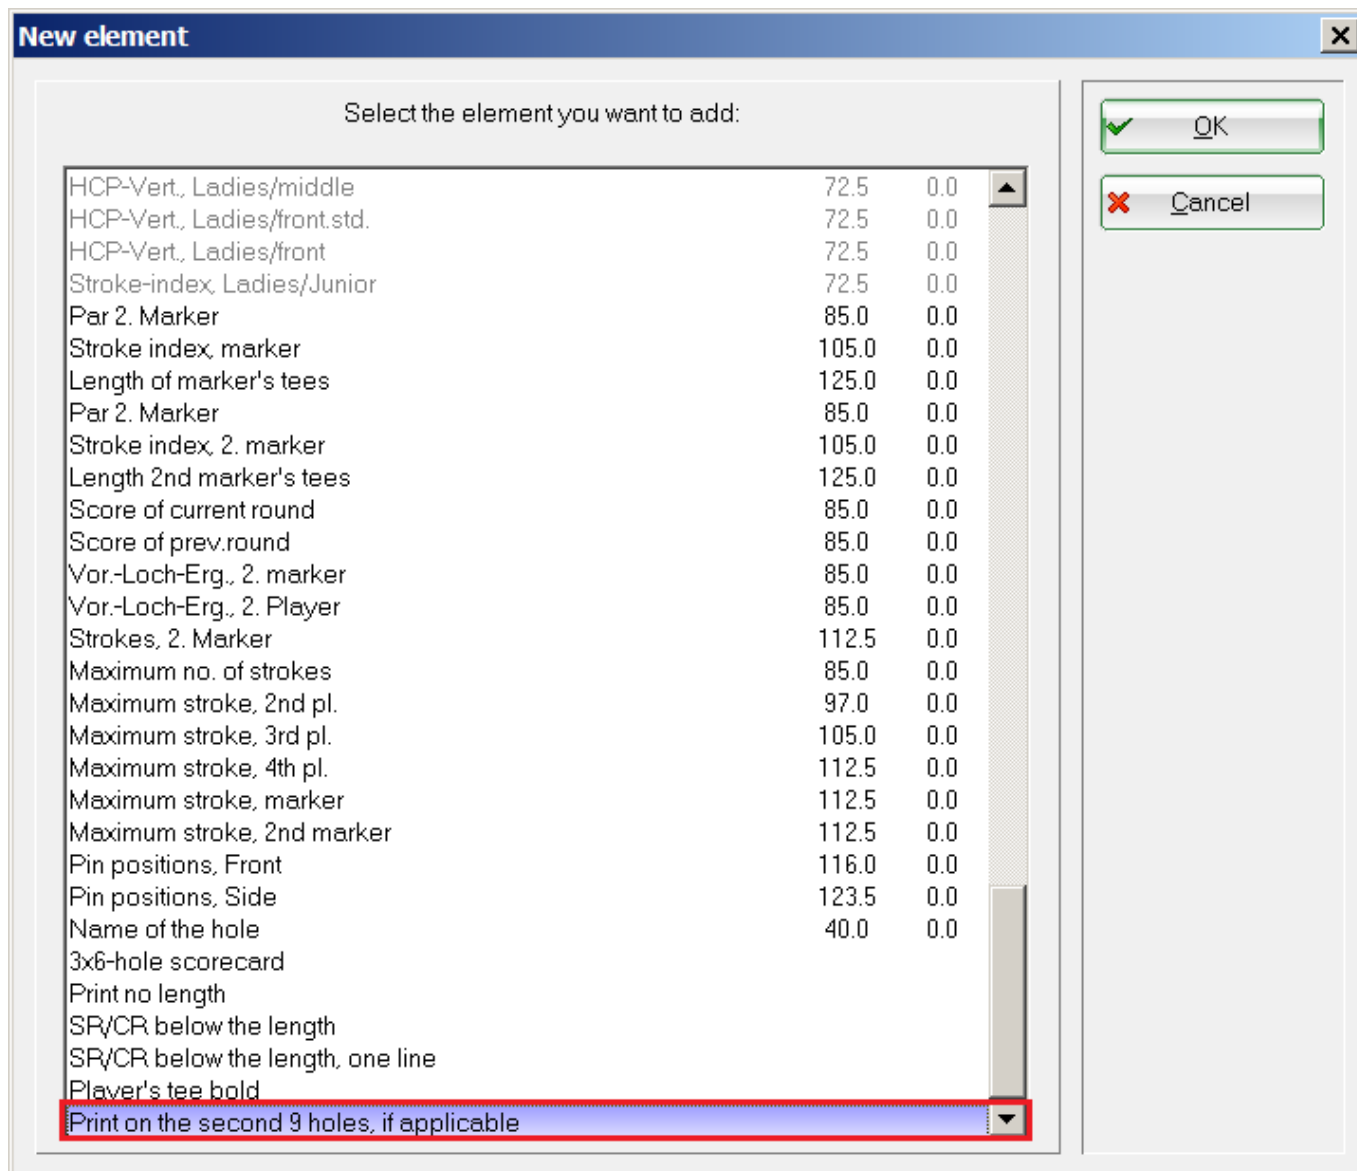 New element
Select the element you want to add:
OK
Cancel
HCP-Vert., Ladies/middle 72.5 0.0
HCP-Vert., Ladies/front.std. 72.5 0.0
HCP-Vert., Ladies/front 72.5 0.0
Stroke-index, Ladies/Junior 72.5 0.0
Par 2. Marker 85.0 0.0
Stroke index, marker 105.0 0.0
Length of marker's tees 125.0 0.0
Par 2. Marker 85.0 0.0
Stroke index, 2. marker 105.0 0.0
Length 2nd marker's tees 125.0 0.0
Score of current round 85.0 0.0
Score of prev.round 85.0 0.0
Vor.-Loch-Erg., 2. marker 85.0 0.0
Vor.-Loch-Erg., 2. Player 85.0 0.0
Strokes, 2. Marker 112.5 0.0
Maximum no. of strokes 85.0 0.0
Maximum stroke, 2nd pl. 97.0 0.0
Maximum stroke, 3rd pl. 105.0 0.0
Maximum stroke, 4th pl. 112.5 0.0
Maximum stroke, marker 112.5 0.0
Maximum stroke, 2nd marker 112.5 0.0
Pin positions, Front 116.0 0.0
Pin positions, Side 123.5 0.0
Name of the hole 40.0 0.0
3x6-hole scorecard
Print no length
SR/CR below the length
SR/CR below the length, one line
Player's tee bold
Print on the second 9 holes, if applicable